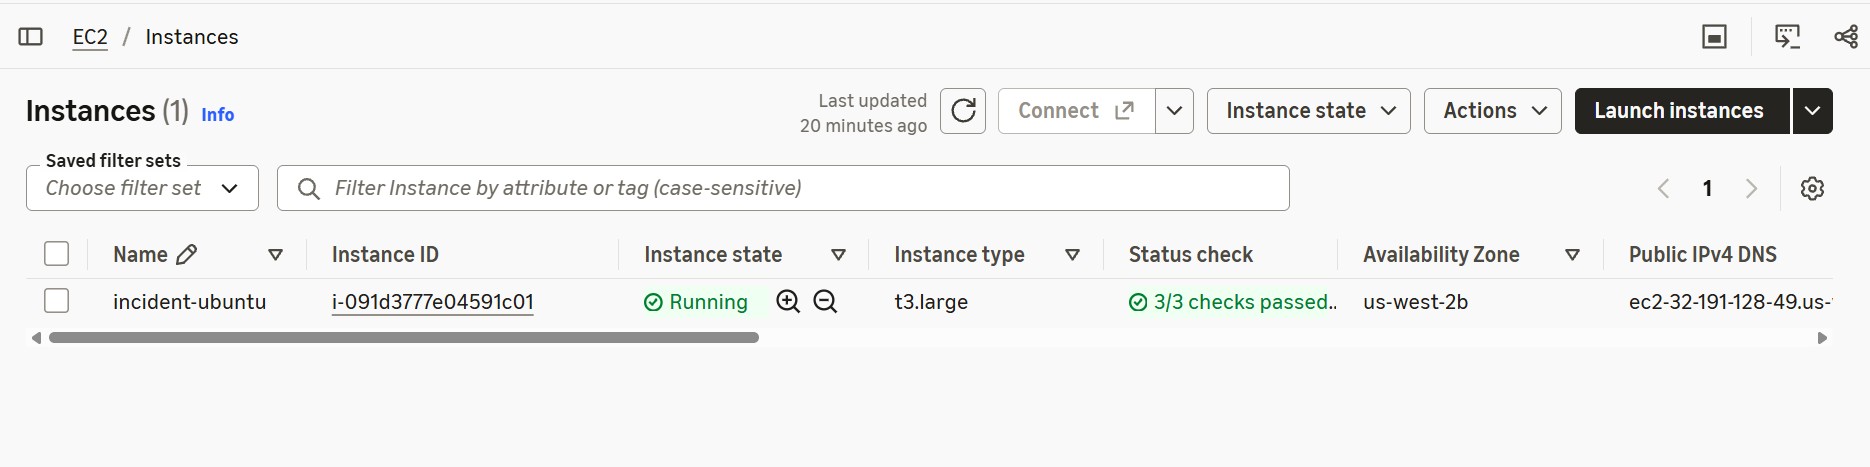 EC2 / Instances
Instances (1) Info
Last updated
20 minutes ago
Connect
Instance state
Actions
Launch instances
Saved filter sets
Choose filter set
Filter Instance by attribute or tag (case-sensitive)
1
Name Instance ID Instance state Instance type Status check Availability Zone Public IPv4 DNS
incident-ubuntu i-091d3777e04591c01 Running t3.large 3/3 checks passed.. us-west-2b ec2-32-191-128-49.us-